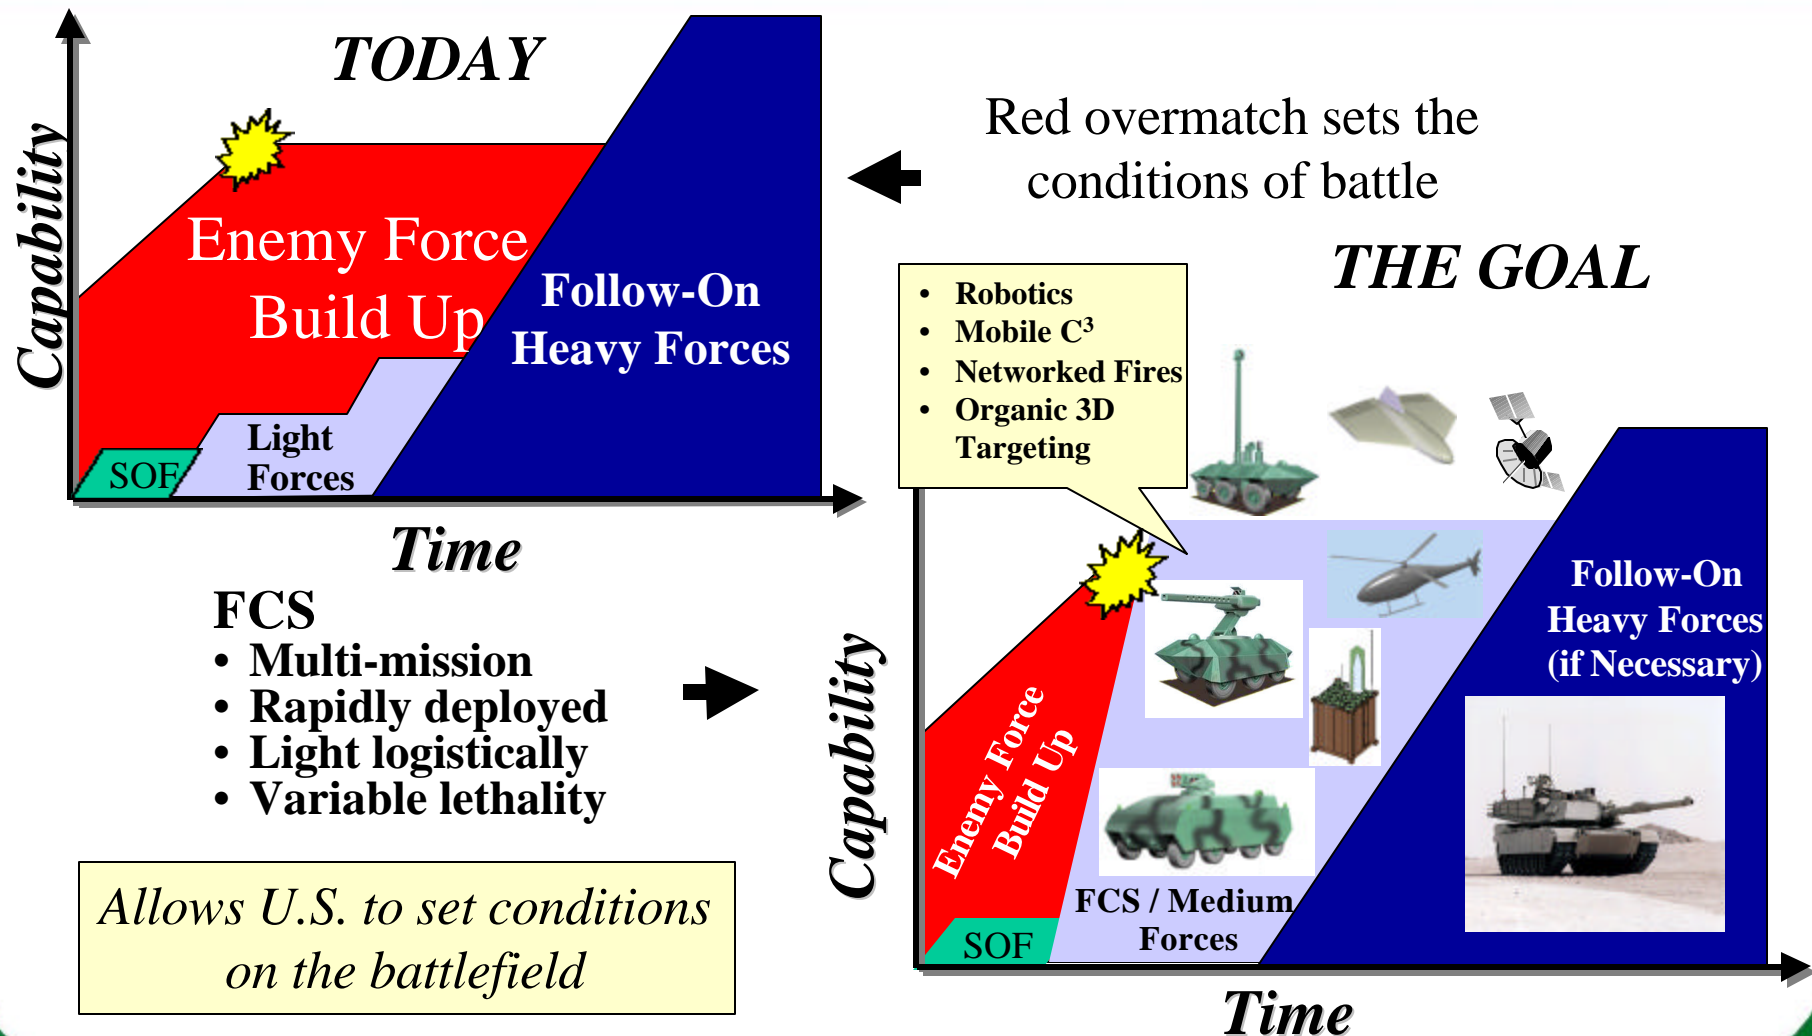 TODAY
Capability
Enemy Force
Build Up
Follow-On
Heavy Forces
Light
Forces
SOF
Time
Red overmatch sets the
conditions of battle
THE GOAL
• Robotics
• Mobile C³
• Networked Fires
• Organic 3D
Targeting
FCS
• Multi-mission
• Rapidly deployed
• Light logistically
• Variable lethality
Allows U.S. to set conditions
on the battlefield
Capability
Enemy Force
Build Up
Follow-On
Heavy Forces
(if Necessary)
FCS / Medium
Forces
SOF
Time